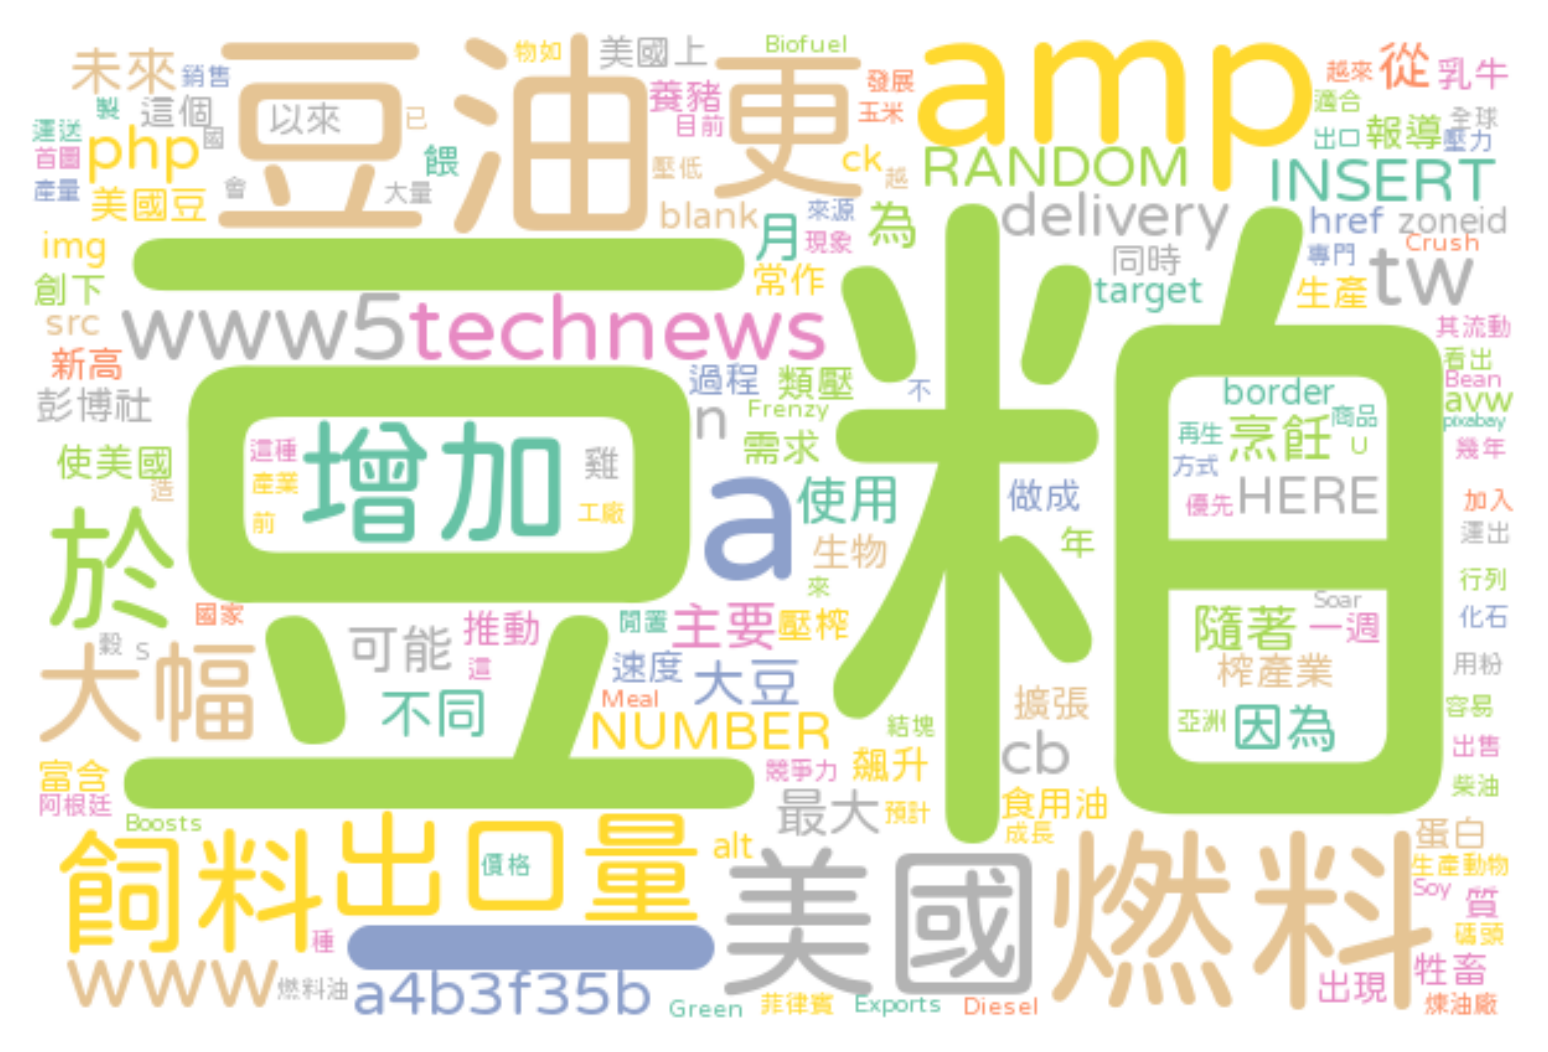 未來
銷售
豆油更
物如
美國上
Biofuel
amp
越來
從
乳牛
製
這個
以來
已
養豬
發展
適合
運送
php
國
目前
玉米
出口
報導
全球
首圖
餵
壓低
ck
越
RANDOM
INSERT
壓力
產量
美國豆
會
大量
blank
月
來源
為
delivery
href
zoneid
img
現象
同時
專門
Crush
創下
常作
target
生產
tw
src
www5
technews
其流動
新高
過程
類壓
不
border
看出
Bean
彭博社
n
Frenzy
商品
avw
pixabay
使美國
造
這種
增加
雞
需求
再生
烹飪
U
幾年
產業
方式
前
工廠
a
使用
做成
優先
HERE
加入
於
生物
年
運出
豆粕
來
行列
國家
可能
推動
閒置
主要
壓榨
Soar
隨著
一週
化石
穀
s
這
速度
大豆
榨產業
用粉
大幅
不同
Meal
NUMBER
結塊
擴張
亞洲
因為
容易
cb
出售
富含
競爭力
飆升
柴油
阿根廷
最大
預計
食用油
Boosts
成長
蛋白
飼料
出口量
價格
alt
美國
燃料
生產動物
Soy
質
種
碼頭
www
燃料油
a4b3f35b
出現
牲畜
Green
菲律賓
Exports
Diesel
煉油廠